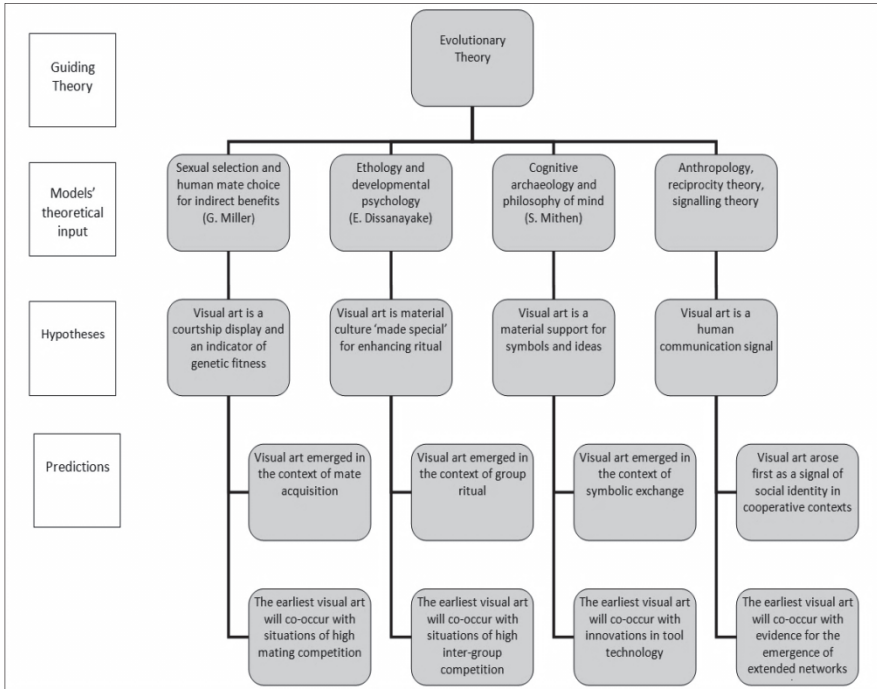 Guiding
Theory
Evolutionary
Theory
Models'
theoretical
input
Sexual selection and
human mate choice
for indirect benefits
(G. Miller)
Ethology and
developmental
psychology
(E. Dissanayake)
Cognitive
archaeology and
philosophy of mind
(S. Mithen)
Anthropology,
reciprocity theory,
signalling theory
Hypotheses
Visual art is a
courtship display and
an indicator of
genetic fitness
Visual art is material
culture 'made special'
for enhancing ritual
Visual art is a
material support for
symbols and ideas
Visual art is a
human
communication signal
Predictions
Visual art emerged in
the context of mate
acquisition
Visual art emerged in
the context of group
ritual
Visual art emerged in
the context of
symbolic exchange
Visual art arose
first as a signal of
social identity in
cooperative contexts
The earliest visual art
will co-occur with
situations of high
mating competition
The earliest visual art
will co-occur with
situations of high
inter-group
competition
The earliest visual art
will co-occur with
innovations in tool
technology
The earliest visual art
will co-occur with
evidence for the
emergence of
extended networks